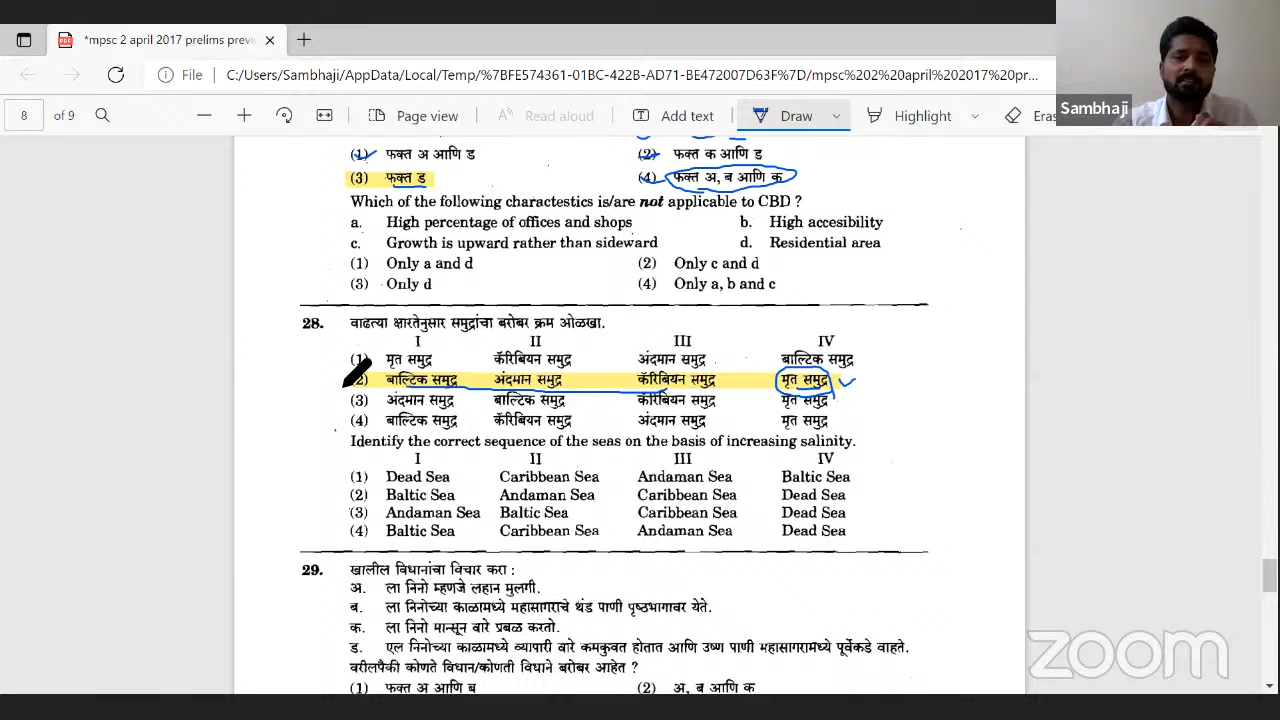 *mpsc 2 april 2017 prelims previ
File C:/Users/Sambhaji/AppData/Local/Temp/%7BFE574361-01BC-422B-AD71-BE472007D63F%7D/mpsc%202%20april%202017%20pr...
8 of 9 Page view Read aloud Add text Draw Highlight Eras
Sambhaji
(1) फक्त अ आणि ड (2) फक्त क आणि ड
(3) फक्त ड (4) फक्त अ, ब आणि क
Which of the following charactestics is/are not applicable to CBD ?
a. High percentage of offices and shops b. High accesibility
c. Growth is upward rather than sideward d. Residential area
(1) Only a and d (2) Only c and d
(3) Only d (4) Only a, b and c
28. वाढत्या क्षारतेनुसार समुद्रांचा बरोबर क्रम ओळखा.
I II III IV
(1) मृत समुद्र कॅरिबियन समुद्र अंदमान समुद्र बाल्टिक समुद्र
(2) बाल्टिक समुद्र अंदमान समुद्र कॅरिबियन समुद्र मृत समुद्र
(3) अंदमान समुद्र बाल्टिक समुद्र कॅरिबियन समुद्र मृत समुद्र
(4) बाल्टिक समुद्र कॅरिबियन समुद्र अंदमान समुद्र मृत समुद्र
Identify the correct sequence of the seas on the basis of increasing salinity.
I II III IV
(1) Dead Sea Caribbean Sea Andaman Sea Baltic Sea
(2) Baltic Sea Andaman Sea Caribbean Sea Dead Sea
(3) Andaman Sea Baltic Sea Caribbean Sea Dead Sea
(4) Baltic Sea Caribbean Sea Andaman Sea Dead Sea
29. खालील विधानांचा विचार करा :
अ. ला निनो म्हणजे लहान मुलगी.
ब. ला निनोच्या काळामध्ये महासागराचे थंड पाणी पृष्ठभागावर येते.
क. ला निनो मान्सून वारे प्रबळ करतो.
ड. एल निनोच्या काळामध्ये व्यापारी वारे कमकुवत होतात आणि उष्ण पाणी महासागरामध्ये पूर्वेकडे वाहते.
वरीलपैकी कोणते विधान/कोणती विधाने बरोबर आहेत ?
(1) फक्त अ आणि ब (2) अ, ब आणि क
zoom